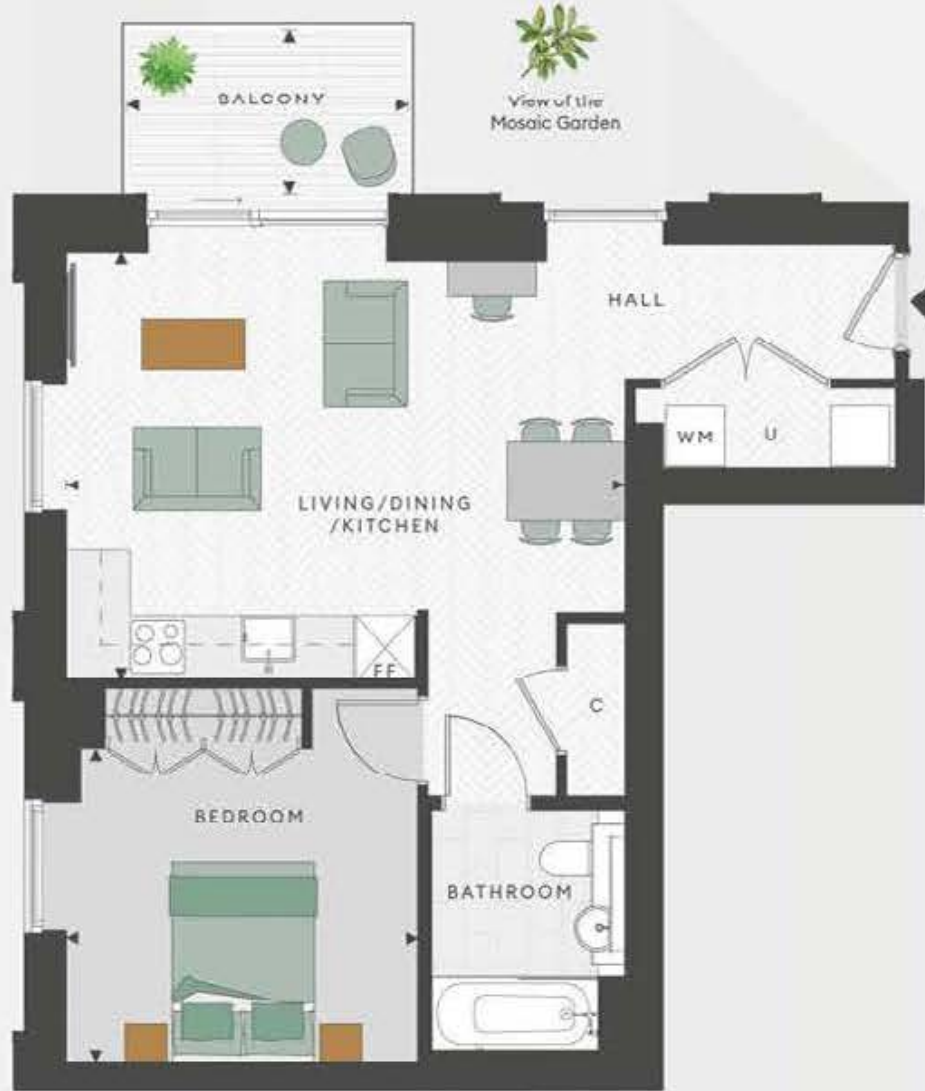 BALCONY
View of the
Mosaic Garden
HALL
WM
U
LIVING/DINING
/KITCHEN
FF
C
BEDROOM
BATHROOM